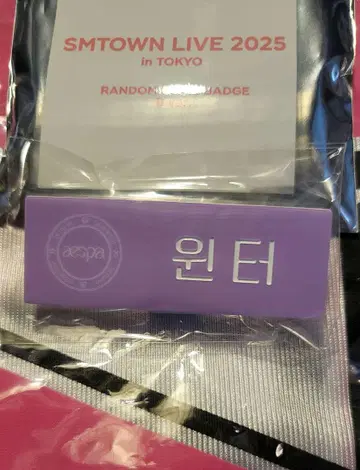 SMTOWN LIVE 2025
in TOKYO
RANDOM
aespa
윈터